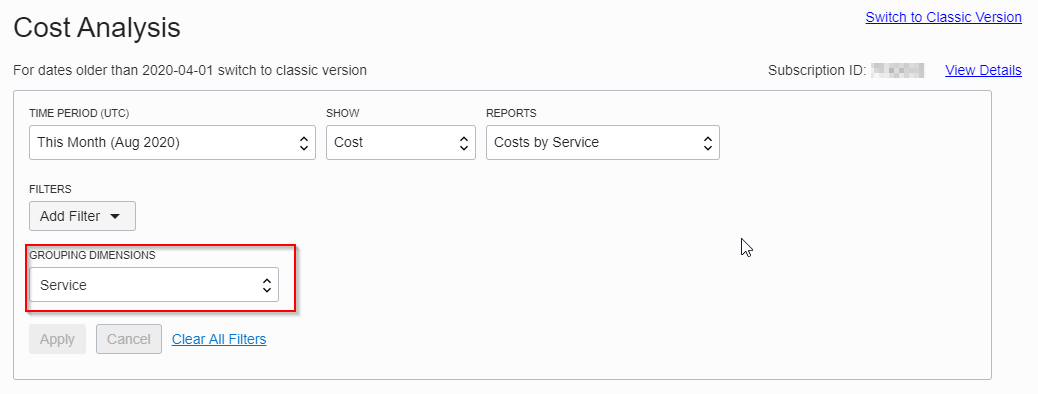 Switch to Classic Version
Cost Analysis
For dates older than 2020-04-01 switch to classic version
Subscription ID: View Details
TIME PERIOD (UTC) SHOW REPORTS
This Month (Aug 2020) Cost Costs by Service
FILTERS
Add Filter
GROUPING DIMENSIONS
Service
Apply Cancel Clear All Filters